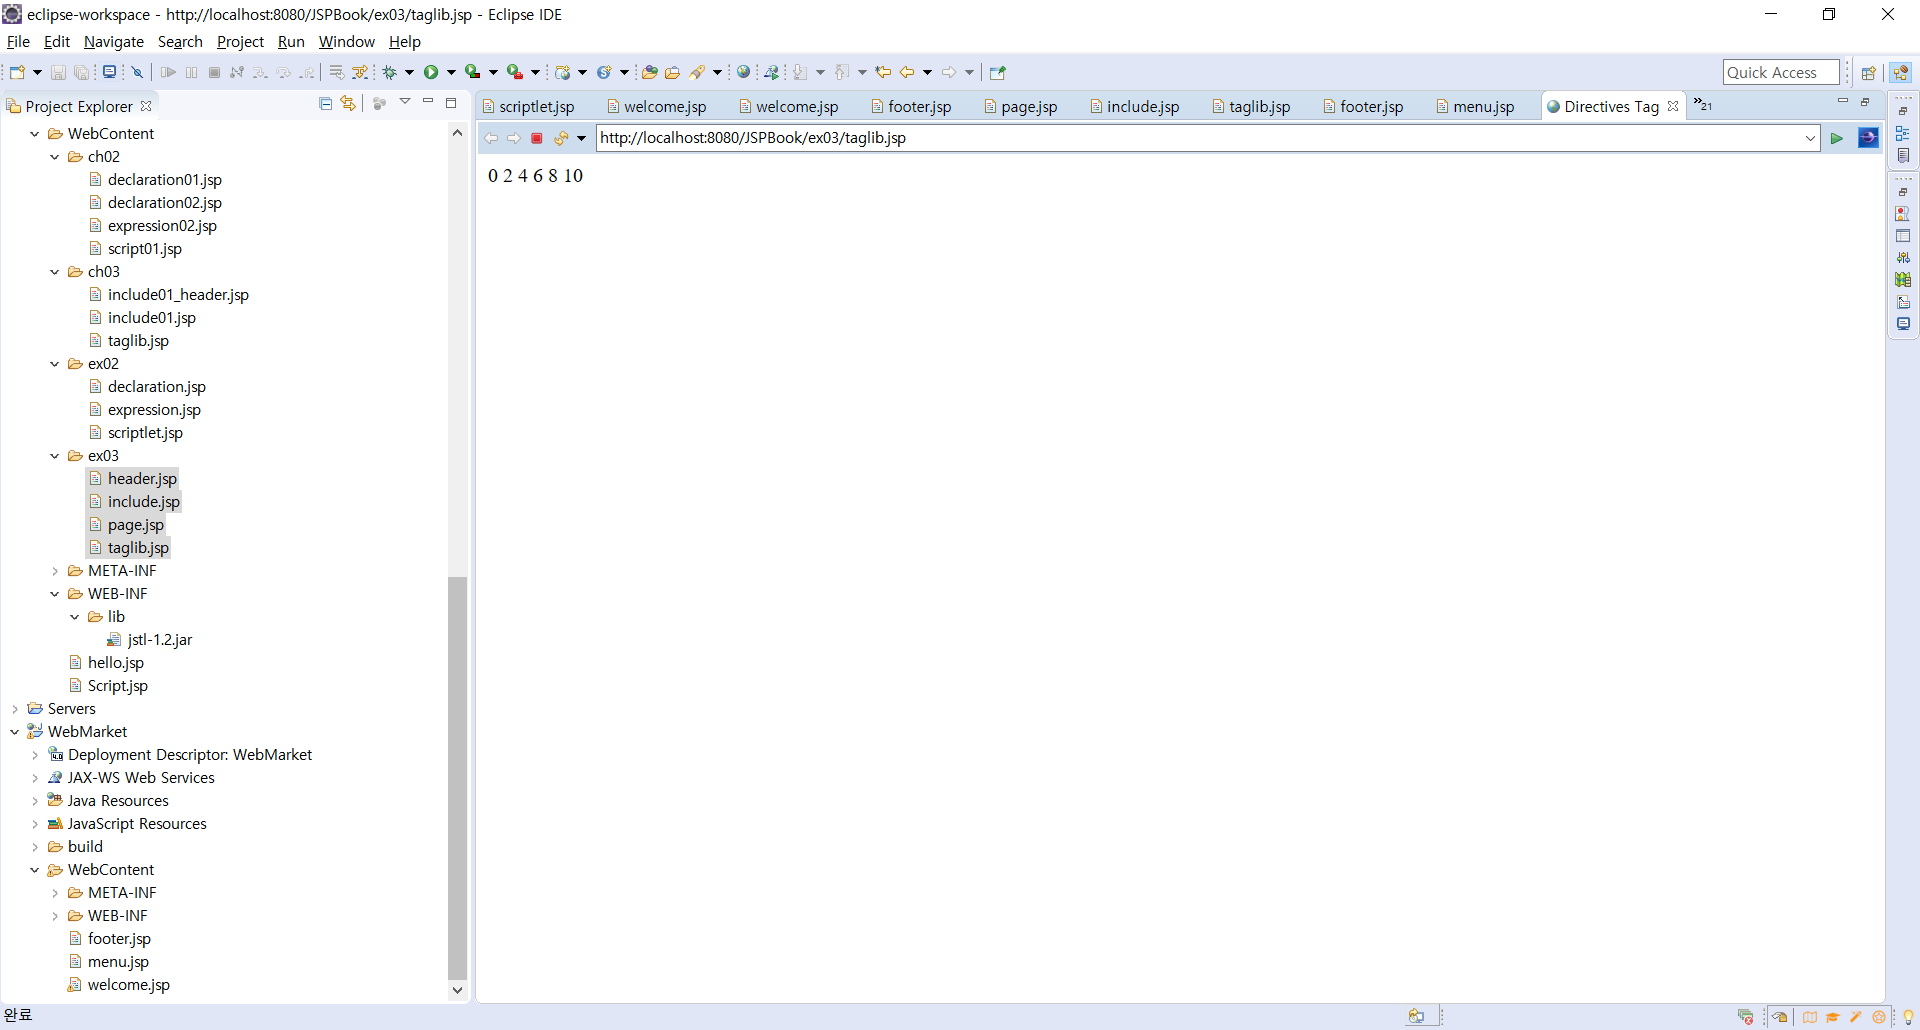 eclipse-workspace - http://localhost:8080/JSPBook/ex03/taglib.jsp - Eclipse IDE
File Edit Navigate Search Project Run Window Help
Quick Access
Project Explorer
scriptlet.jsp welcome.jsp welcome.jsp footer.jsp page.jsp include.jsp taglib.jsp footer.jsp menu.jsp Directives Tag »21
http://localhost:8080/JSPBook/ex03/taglib.jsp
0 2 4 6 8 10
WebContent
ch02
declaration01.jsp
declaration02.jsp
expression02.jsp
script01.jsp
ch03
include01_header.jsp
include01.jsp
taglib.jsp
ex02
declaration.jsp
expression.jsp
scriptlet.jsp
ex03
header.jsp
include.jsp
page.jsp
taglib.jsp
META-INF
WEB-INF
lib
jstl-1.2.jar
hello.jsp
Script.jsp
Servers
WebMarket
Deployment Descriptor: WebMarket
JAX-WS Web Services
Java Resources
JavaScript Resources
build
WebContent
META-INF
WEB-INF
footer.jsp
menu.jsp
welcome.jsp
완료